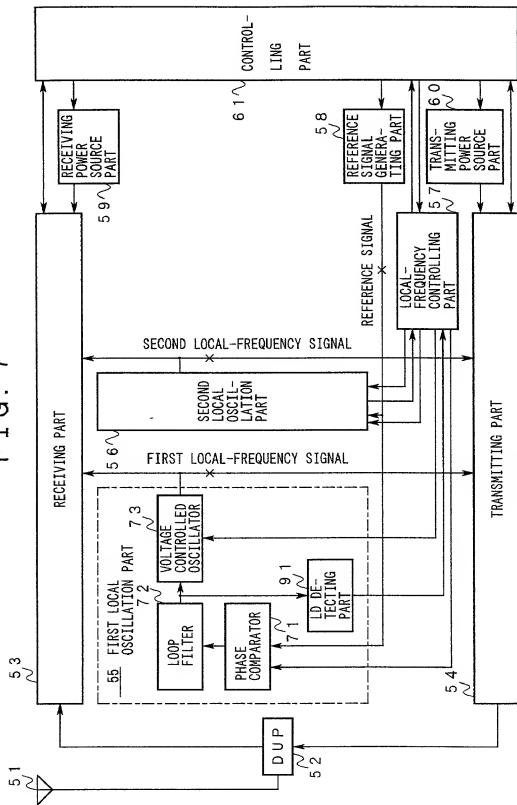 FIG. 7
51
DUP
52
53
RECEIVING PART
55
FIRST LOCAL
OSCILLATION PART
72
LOOP
FILTER
73
VOLTAGE
CONTROLLED
OSCILLATOR
PHASE
COMPARATOR
71
91
LD DE-
TECTING
PART
FIRST LOCAL-FREQUENCY SIGNAL
56
SECOND LOCAL
OSCIL-
LATION
PART
SECOND LOCAL-FREQUENCY SIGNAL
REFERENCE SIGNAL
LOCAL-
FREQUENCY
CONTROLLING
PART
57
RECEIVING
POWER
SOURCE
PART
59
58
REFERENCE
SIGNAL
GENERA-
TING PART
TRANS-
MITTING
POWER
SOURCE
PART
60
61
CONTROL-
LING
PART
54
TRANSMITTING PART